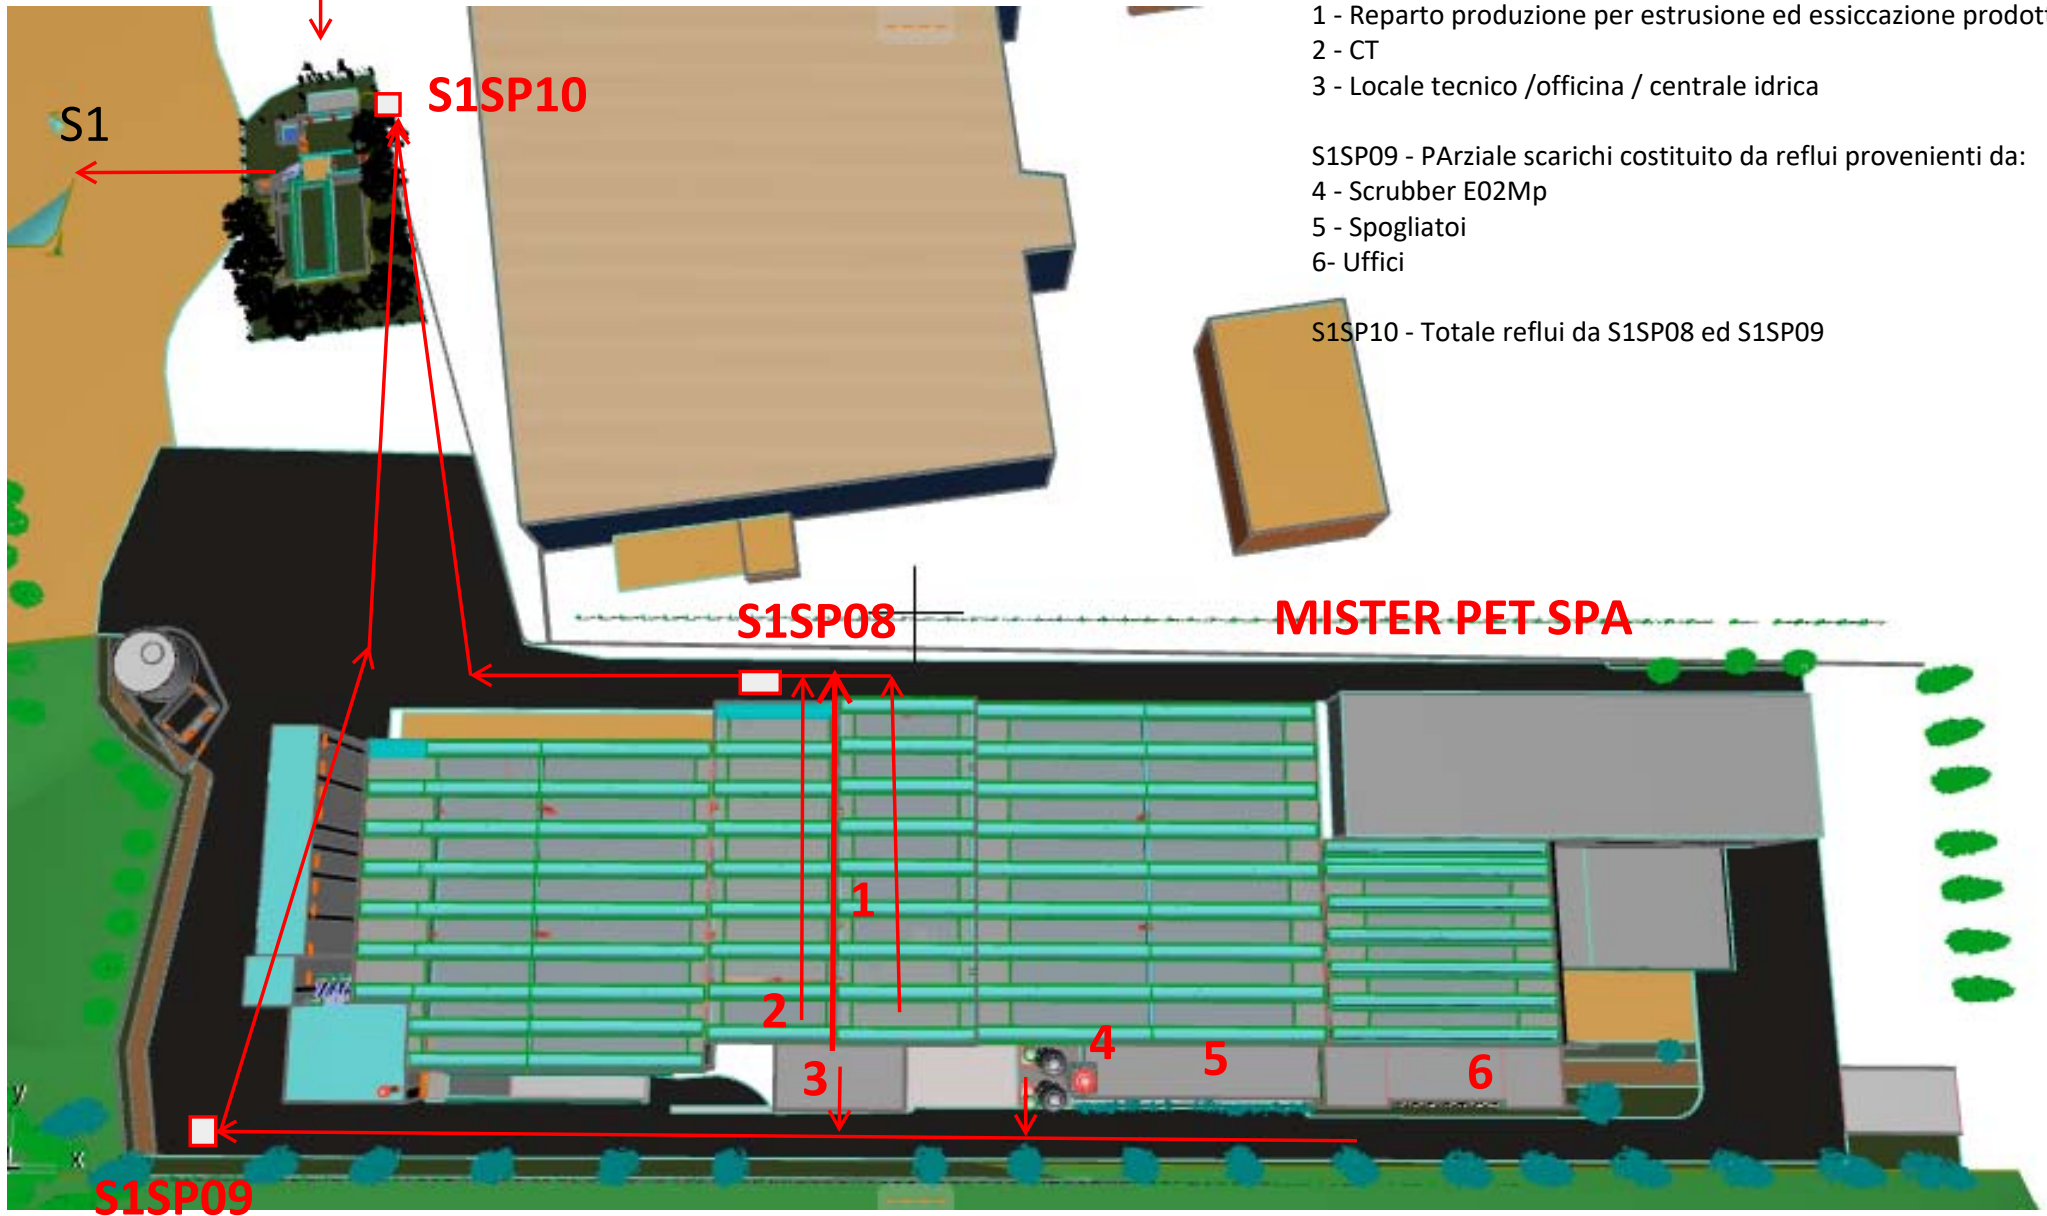 1 - Reparto produzione per estrusione ed essiccazione
2 - CT
3 - Locale tecnico /officina / centrale idrica
S1SP09 - PArziale scarichi costituito da reflui provenienti da:
4 - Scrubber E02Mp
5 - Spogliatoi
6- Uffici
S1SP10 - Totale reflui da S1SP08 ed S1SP09
S1SP10
S1
S1SP08
MISTER PET SPA
1
2
3
4
5
6
y
x
S1SP09